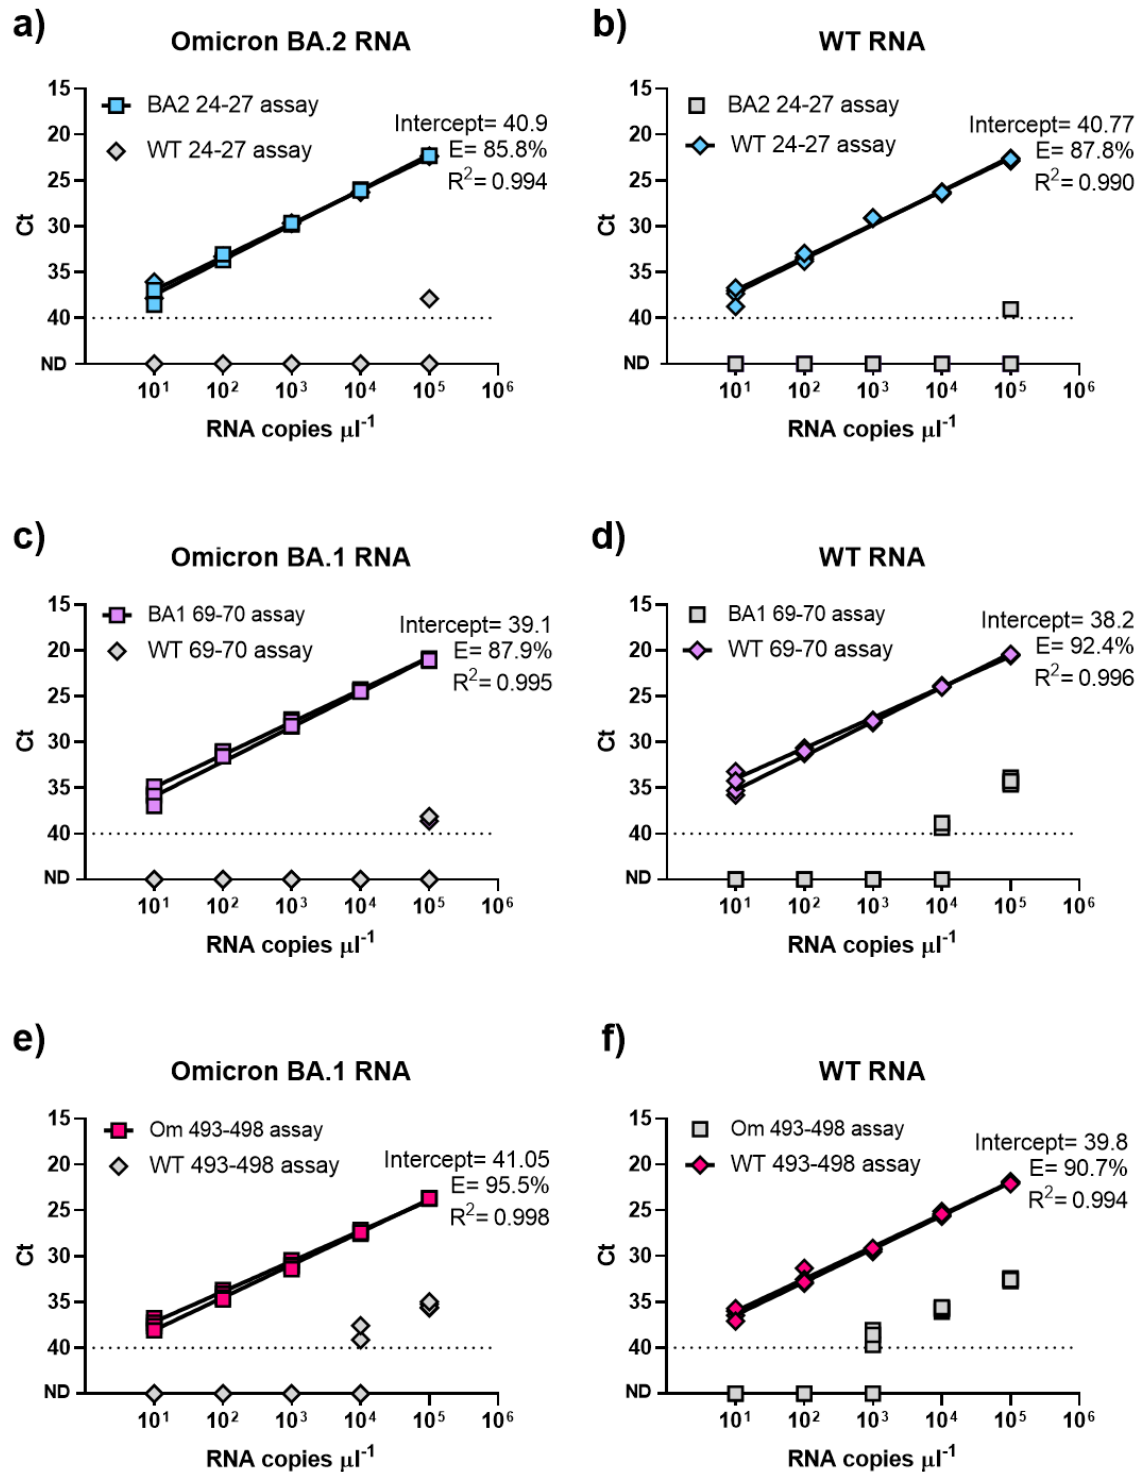 a)
Omicron BA.2 RNA
15
20
25
30
35
40
ND
Ct
BA2 24-27 assay
WT 24-27 assay
Intercept= 40.9
E= 85.8%
R²= 0.994
10¹ 10² 10³ 10⁴ 10⁵ 10⁶
RNA copies µl⁻¹
b)
WT RNA
15
20
25
30
35
40
ND
Ct
BA2 24-27 assay
WT 24-27 assay
Intercept= 40.77
E= 87.8%
R²= 0.990
10¹ 10² 10³ 10⁴ 10⁵ 10⁶
RNA copies µl⁻¹
c)
Omicron BA.1 RNA
15
20
25
30
35
40
ND
Ct
BA1 69-70 assay
WT 69-70 assay
Intercept= 39.1
E= 87.9%
R²= 0.995
10¹ 10² 10³ 10⁴ 10⁵ 10⁶
RNA copies µl⁻¹
d)
WT RNA
15
20
25
30
35
40
ND
Ct
BA1 69-70 assay
WT 69-70 assay
Intercept= 38.2
E= 92.4%
R²= 0.996
10¹ 10² 10³ 10⁴ 10⁵ 10⁶
RNA copies µl⁻¹
e)
Omicron BA.1 RNA
15
20
25
30
35
40
ND
Ct
Om 493-498 assay
WT 493-498 assay
Intercept= 41.05
E= 95.5%
R²= 0.998
10¹ 10² 10³ 10⁴ 10⁵ 10⁶
RNA copies µl⁻¹
f)
WT RNA
15
20
25
30
35
40
ND
Ct
Om 493-498 assay
WT 493-498 assay
Intercept= 39.8
E= 90.7%
R²= 0.994
10¹ 10² 10³ 10⁴ 10⁵ 10⁶
RNA copies µl⁻¹